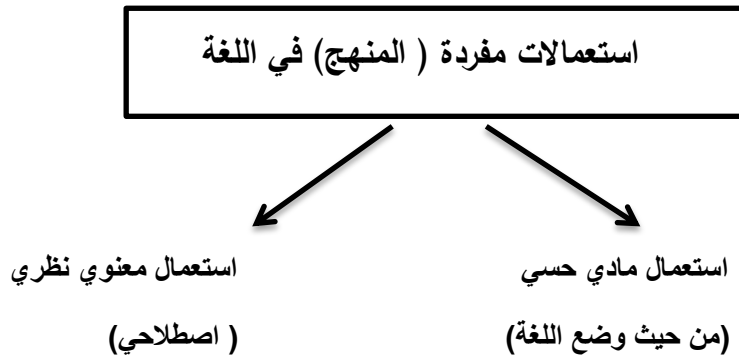 استعمالات مفردة ( المنهج) في اللغة
استعمال مادي حسي
(من حيث وضع اللغة)
استعمال معنوي نظري
( اصطلاحي)